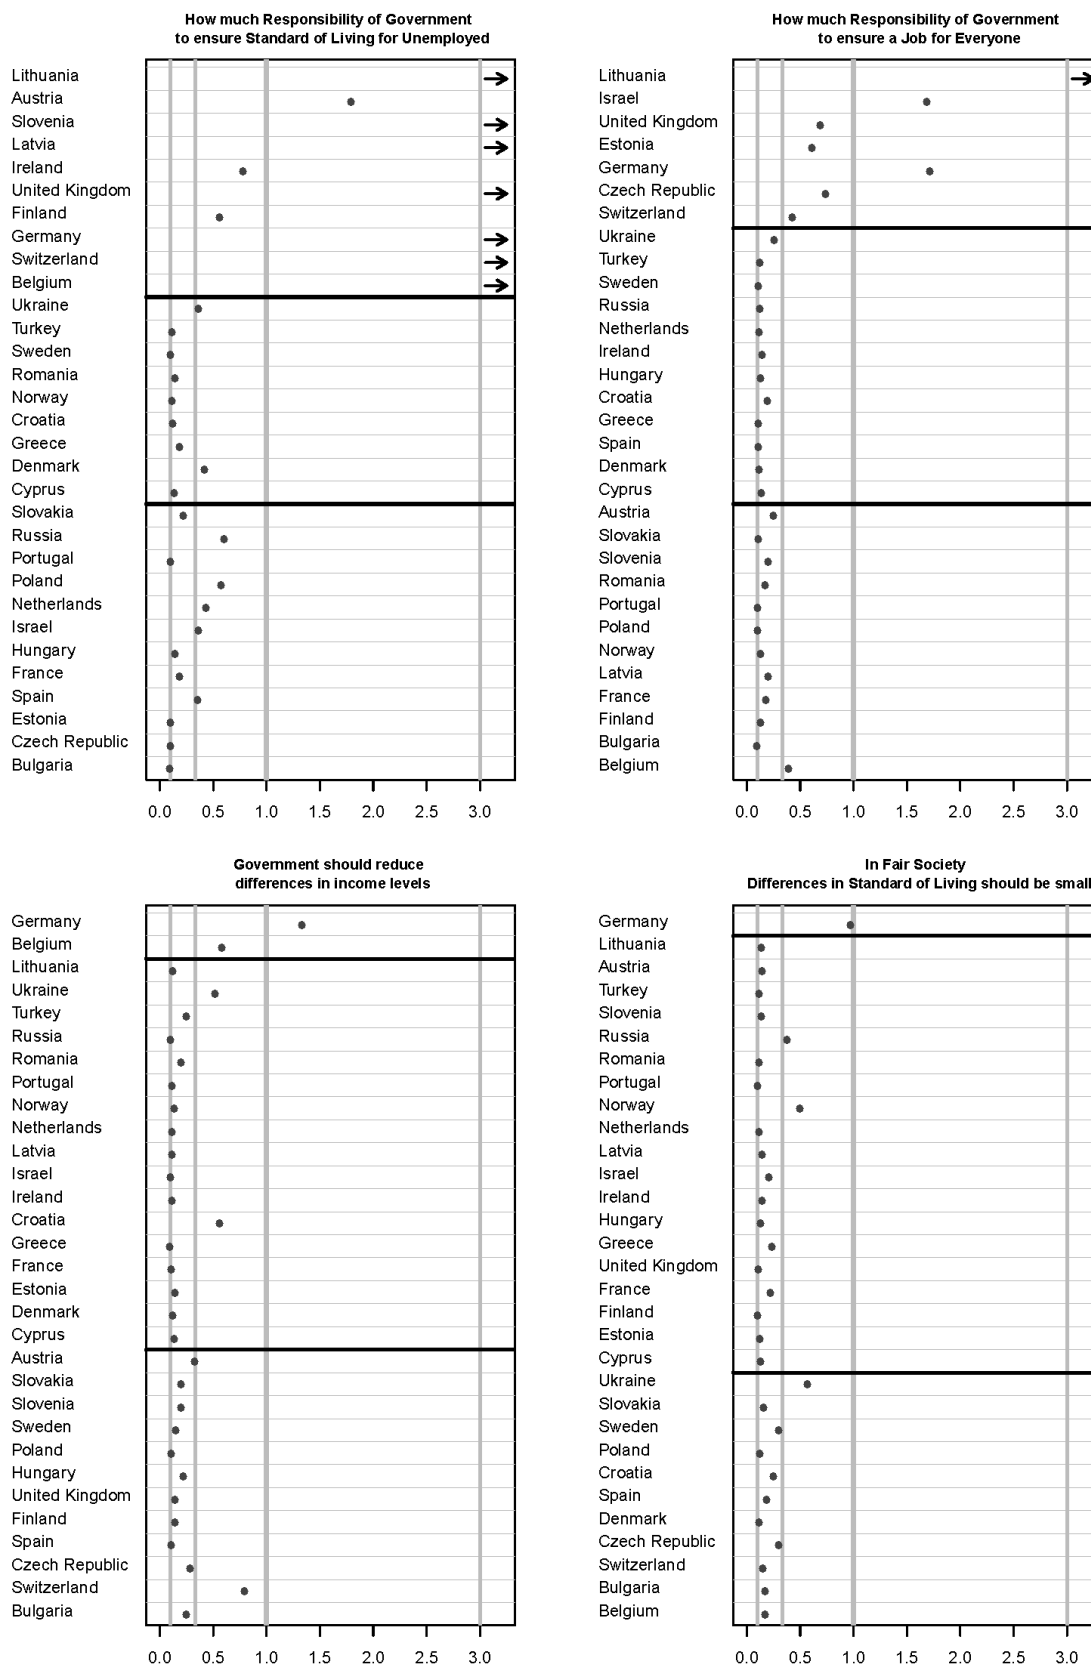 How much Responsibility of Government
to ensure Standard of Living for Unemployed
Lithuania
Austria
Slovenia
Latvia
Ireland
United Kingdom
Finland
Germany
Switzerland
Belgium
Ukraine
Turkey
Sweden
Romania
Norway
Croatia
Greece
Denmark
Cyprus
Slovakia
Russia
Portugal
Poland
Netherlands
Israel
Hungary
France
Spain
Estonia
Czech Republic
Bulgaria
0.0 0.5 1.0 1.5 2.0 2.5 3.0
How much Responsibility of Government
to ensure a Job for Everyone
Lithuania
Israel
United Kingdom
Estonia
Germany
Czech Republic
Switzerland
Ukraine
Turkey
Sweden
Russia
Netherlands
Ireland
Hungary
Croatia
Greece
Spain
Denmark
Cyprus
Austria
Slovakia
Slovenia
Romania
Portugal
Poland
Norway
Latvia
France
Finland
Bulgaria
Belgium
0.0 0.5 1.0 1.5 2.0 2.5 3.0
Government should reduce
differences in income levels
Germany
Belgium
Lithuania
Ukraine
Turkey
Russia
Romania
Portugal
Norway
Netherlands
Latvia
Israel
Ireland
Croatia
Greece
France
Estonia
Denmark
Cyprus
Austria
Slovakia
Slovenia
Sweden
Poland
Hungary
United Kingdom
Finland
Spain
Czech Republic
Switzerland
Bulgaria
0.0 0.5 1.0 1.5 2.0 2.5 3.0
In Fair Society
Differences in Standard of Living should be small
Germany
Lithuania
Austria
Turkey
Slovenia
Russia
Romania
Portugal
Norway
Netherlands
Latvia
Israel
Ireland
Hungary
Greece
United Kingdom
France
Finland
Estonia
Cyprus
Ukraine
Slovakia
Sweden
Poland
Croatia
Spain
Denmark
Czech Republic
Switzerland
Bulgaria
Belgium
0.0 0.5 1.0 1.5 2.0 2.5 3.0